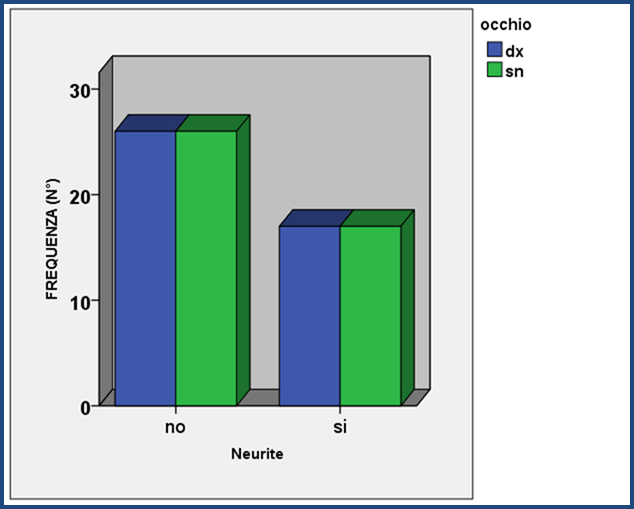 occhio
dx
sn
30
20
10
0
FREQUENZA (N°)
no
si
Neurite